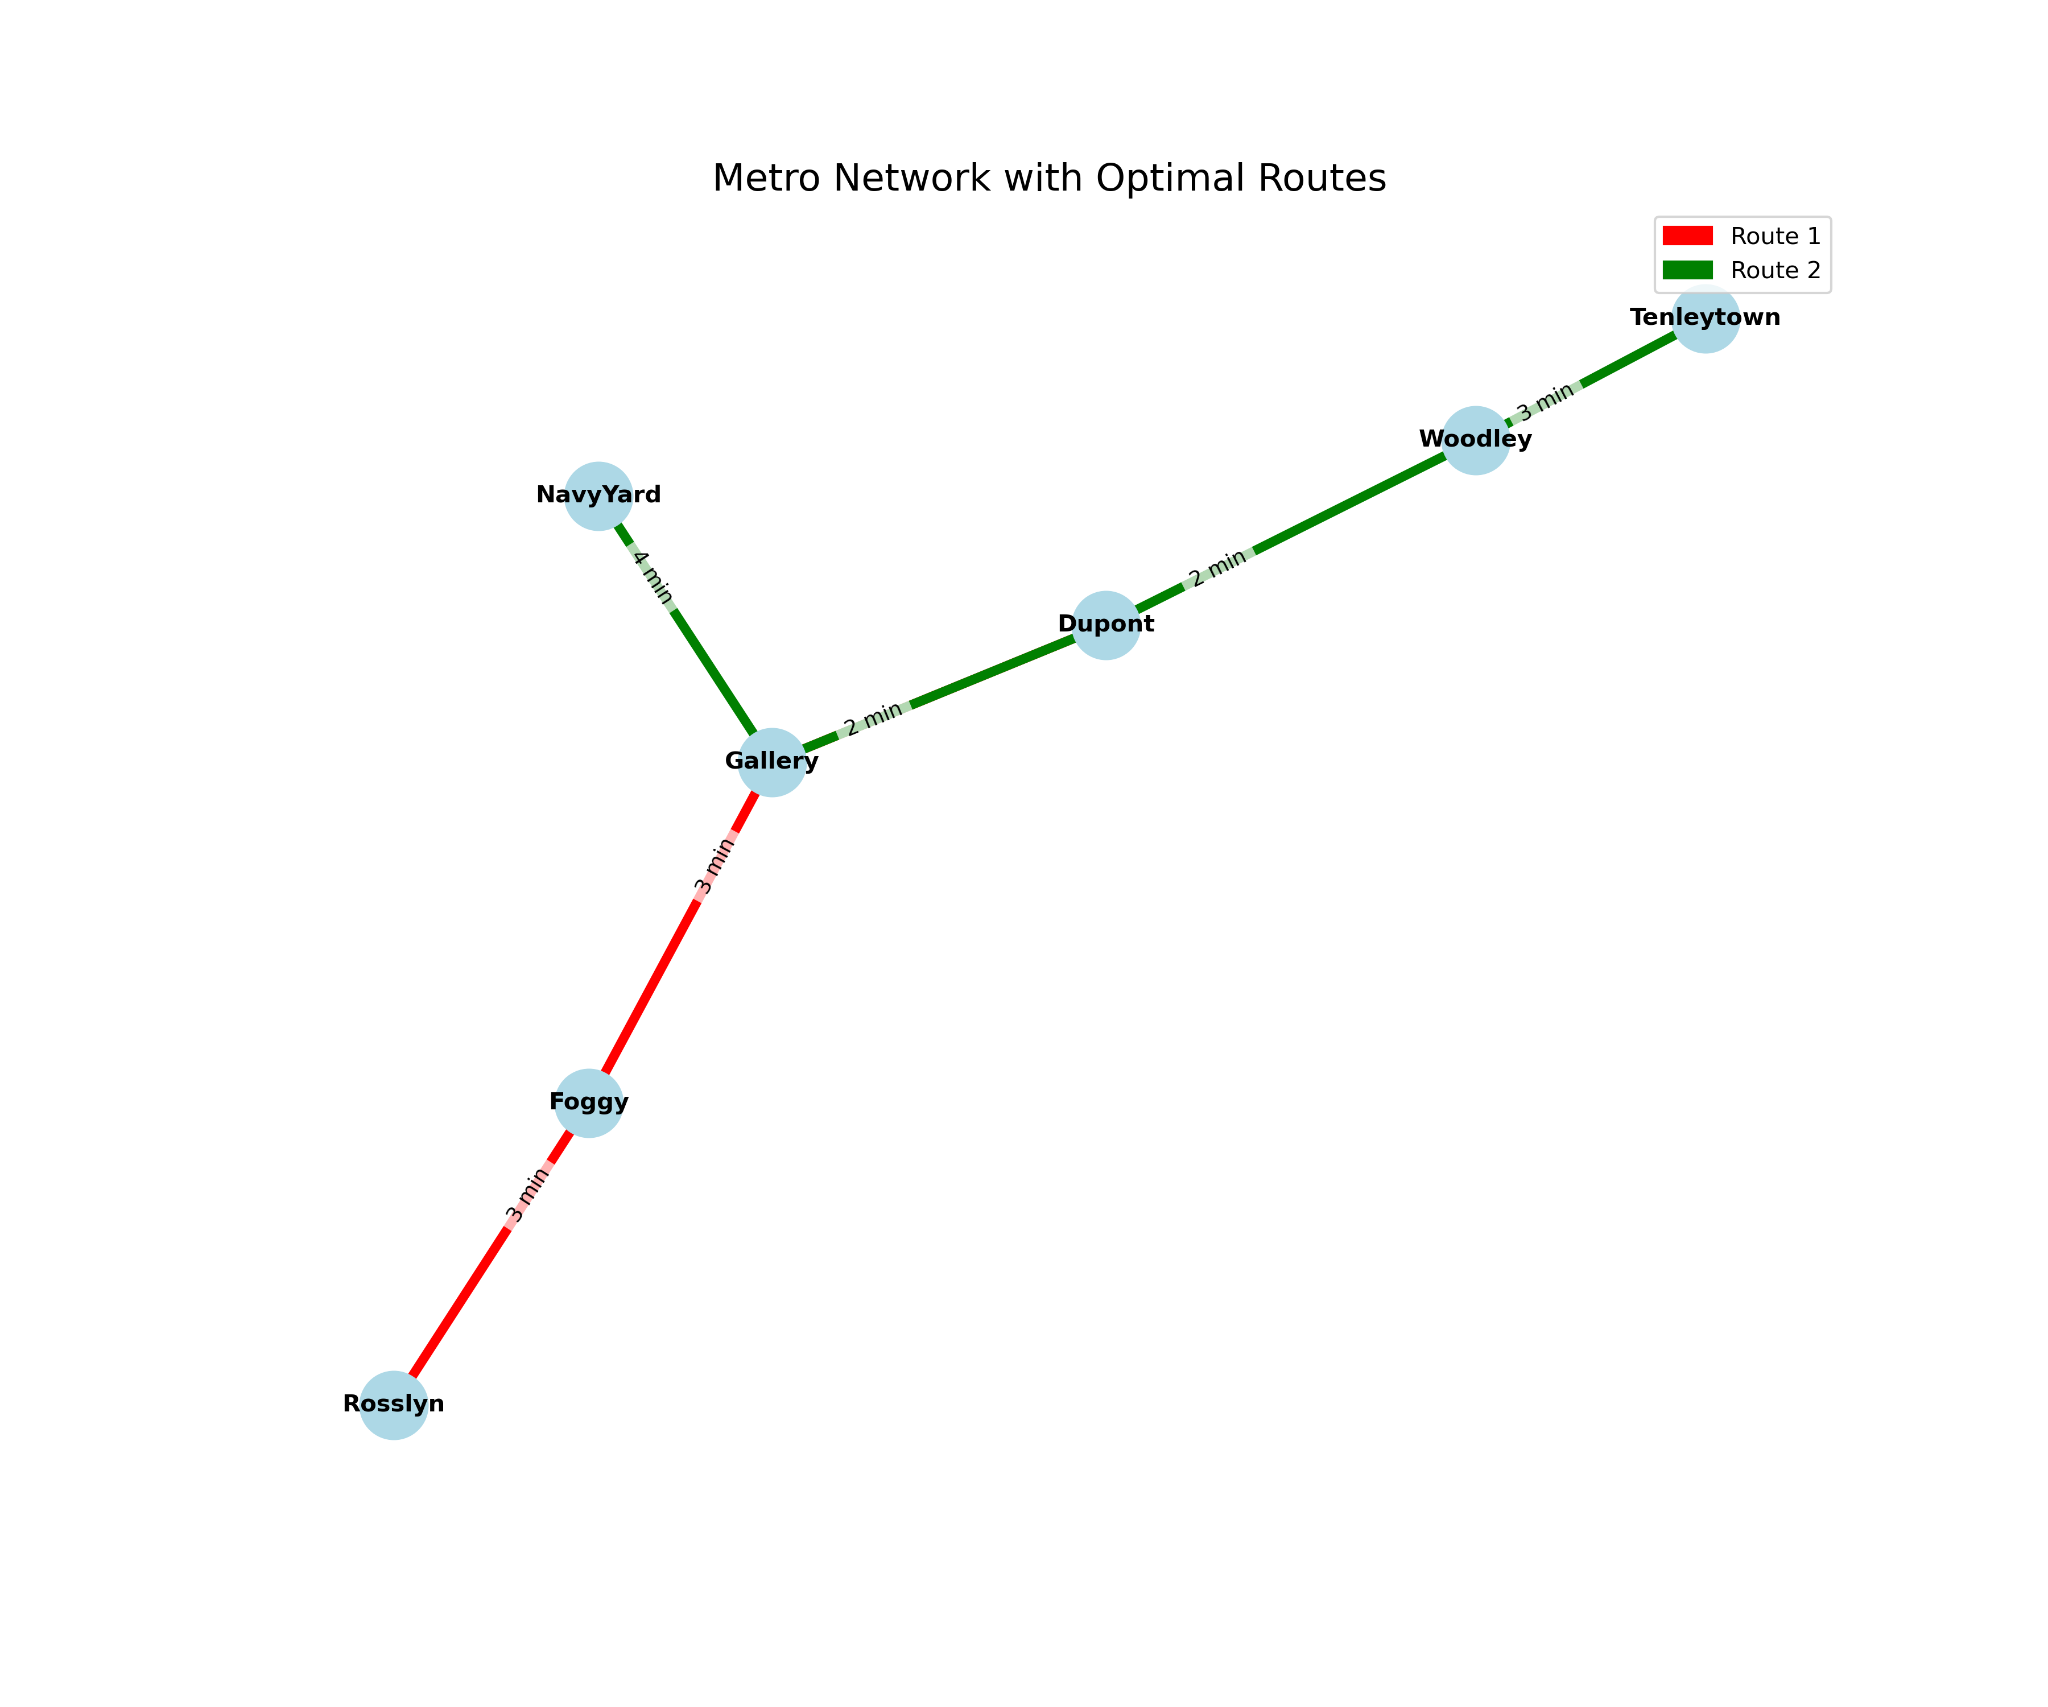 Metro Network with Optimal Routes
Route 1
Route 2
Tenleytown
3 min
Woodley
NavyYard
4 min
2 min
Dupont
2 min
Gallery
3 min
Foggy
3 min
Rosslyn